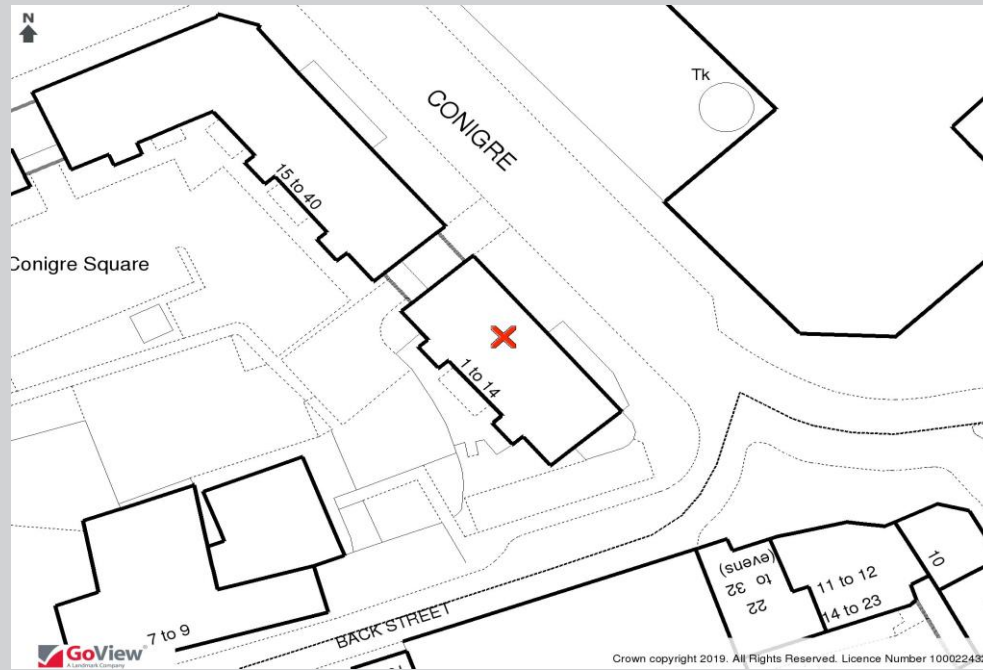 N
Tk
CONIGRE
15 to 40
Conigre Square
1 to 14
(evens)
22 to 32
11 to 12
10
14 to 23
7 to 9
BACK STREET
GoView
A Landmark Company
Crown copyright 2019. All Rights Reserved. Licence Number 10002243